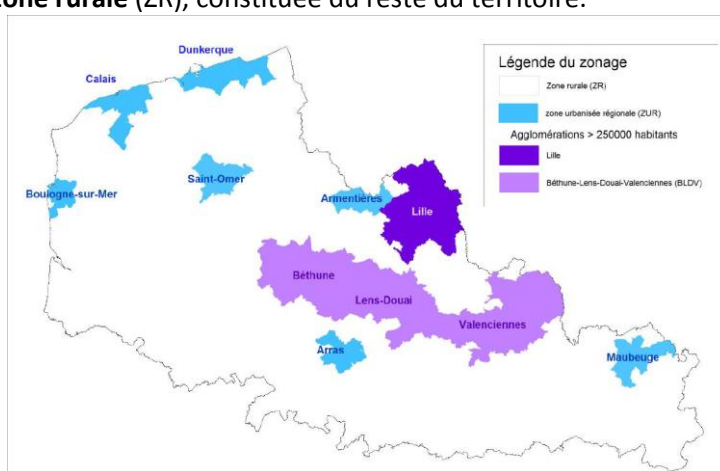 zone rurale (ZR), constituée du reste du territoire.
Dunkerque
Calais
Légende du zonage
Zone rurale (ZR)
zone urbanisée régionale (ZUR)
Agglomérations > 250000 habitants
Lille
Béthune-Lens-Douai-Valenciennes (BLDV)
Saint-Omer
Boulogne-sur-Mer
Armentières
Lille
Béthune
Lens-Douai
Valenciennes
Arras
Maubeuge